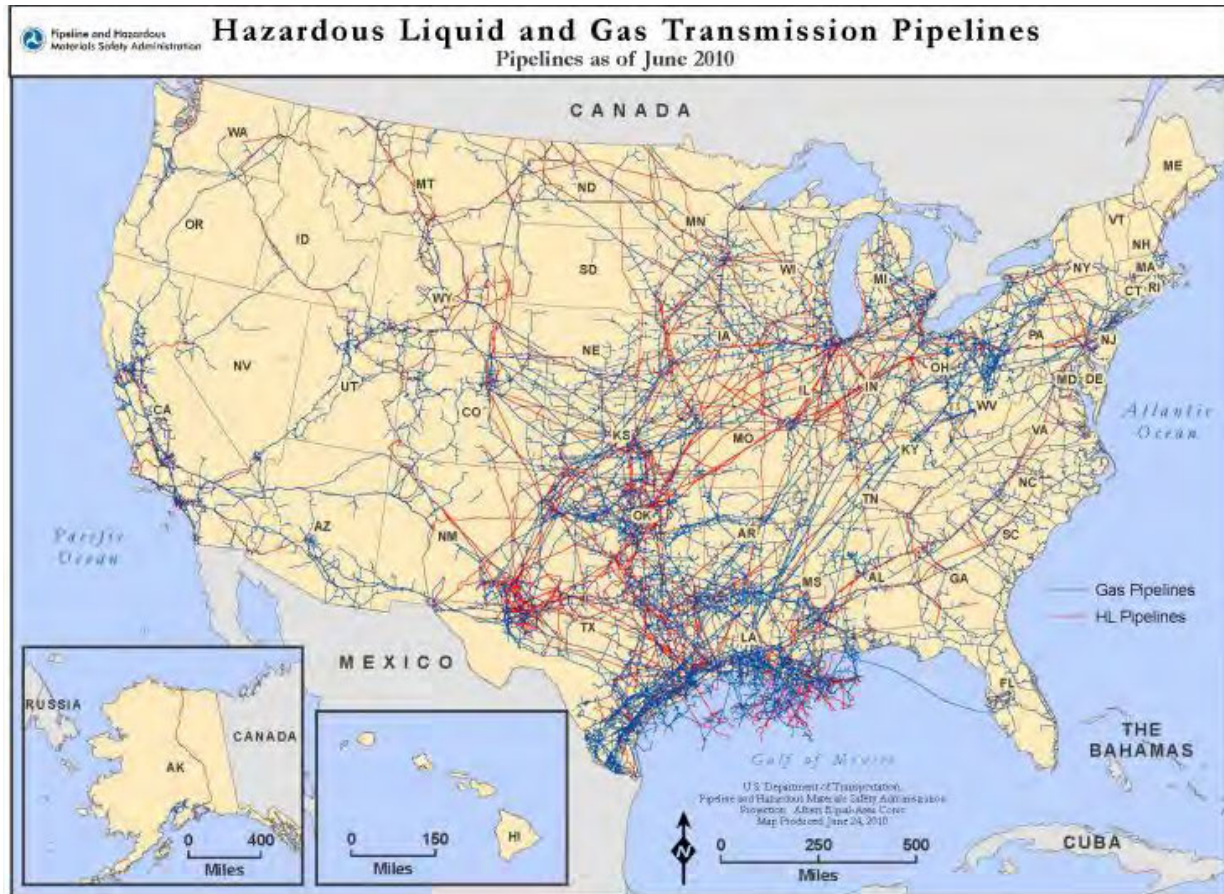 Pipeline and Hazardous
Materials Safety Administration
Hazardous Liquid and Gas Transmission Pipelines
Pipelines as of June 2010
CANADA
WA
MT
ND
MN
ME
VT
NH
OR
ID
SD
WI
MI
NY
MA
CT
RI
WY
IA
PA
NJ
NE
OH
NV
UT
IL
IN
MD
DE
CO
WV
CA
KS
MO
KY
VA
Atlantic
Ocean
NC
TN
AZ
NM
OK
AR
SC
Pacific
Ocean
MS
AL
GA
Gas Pipelines
HL Pipelines
TX
LA
MEXICO
FL
RUSSIA
CANADA
AK
0 400
Miles
HI
0 150
Miles
THE
BAHAMAS
Gulf of Mexico
U.S. Department of Transportation,
Pipeline and Hazardous Materials Safety Administration
Projection: Albers Equal-Area Conic
Map Produced June 24, 2010
N
0 250 500
Miles
CUBA